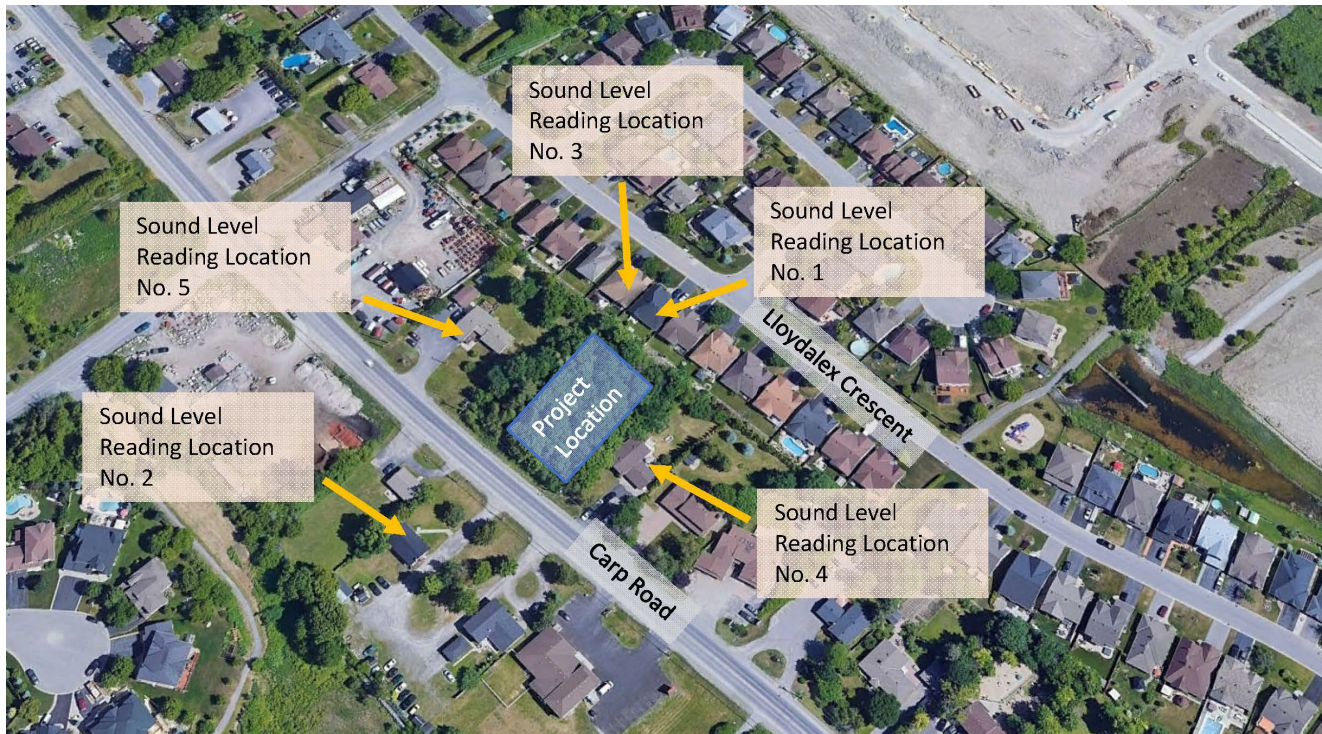 Sound Level
Reading Location
No. 3
Sound Level
Reading Location
No. 1
Sound Level
Reading Location
No. 5
Lloydalex Crescent
Project
Location
Sound Level
Reading Location
No. 2
Sound Level
Reading Location
No. 4
Carp Road